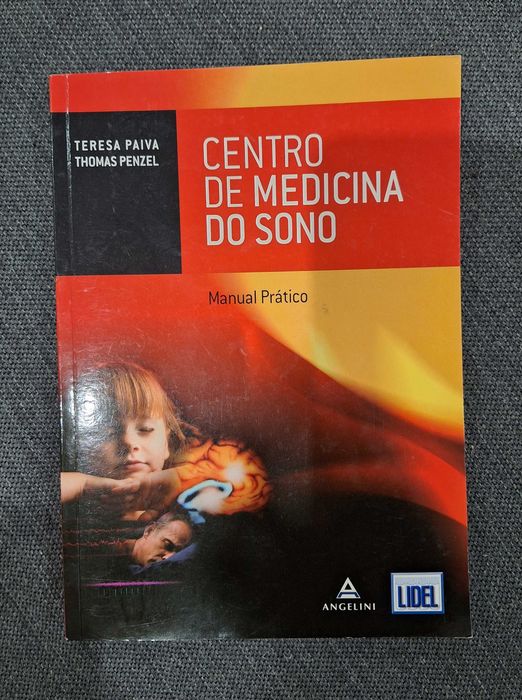 TERESA PAIVA
THOMAS PENZEL
CENTRO
DE MEDICINA
DO SONO
Manual Prático
ANGELINI
LIDEL